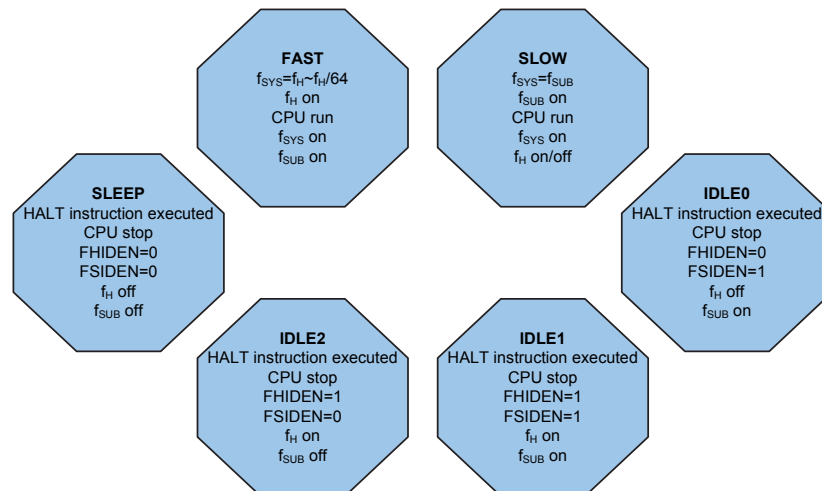 FAST
fSYS=fH~fH/64
fH on
CPU run
fSYS on
fSUB on
SLOW
fSYS=fSUB
fSUB on
CPU run
fSYS on
fH on/off
SLEEP
HALT instruction executed
CPU stop
FHIDEN=0
FSIDEN=0
fH off
fSUB off
IDLE0
HALT instruction executed
CPU stop
FHIDEN=0
FSIDEN=1
fH off
fSUB on
IDLE2
HALT instruction executed
CPU stop
FHIDEN=1
FSIDEN=0
fH on
fSUB off
IDLE1
HALT instruction executed
CPU stop
FHIDEN=1
FSIDEN=1
fH on
fSUB on